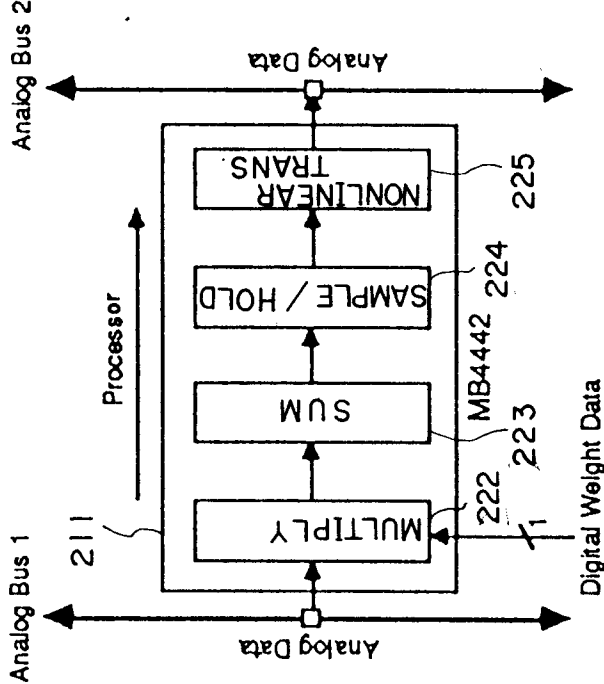 Analog Bus 1
Analog Bus 2
Processor
211
Analog Data
Analog Data
MULTIPLY
SUM
SAMPLE / HOLD
NONLINEAR
TRANS
222
223
224
225
MB4442
1
Digital Weight Data